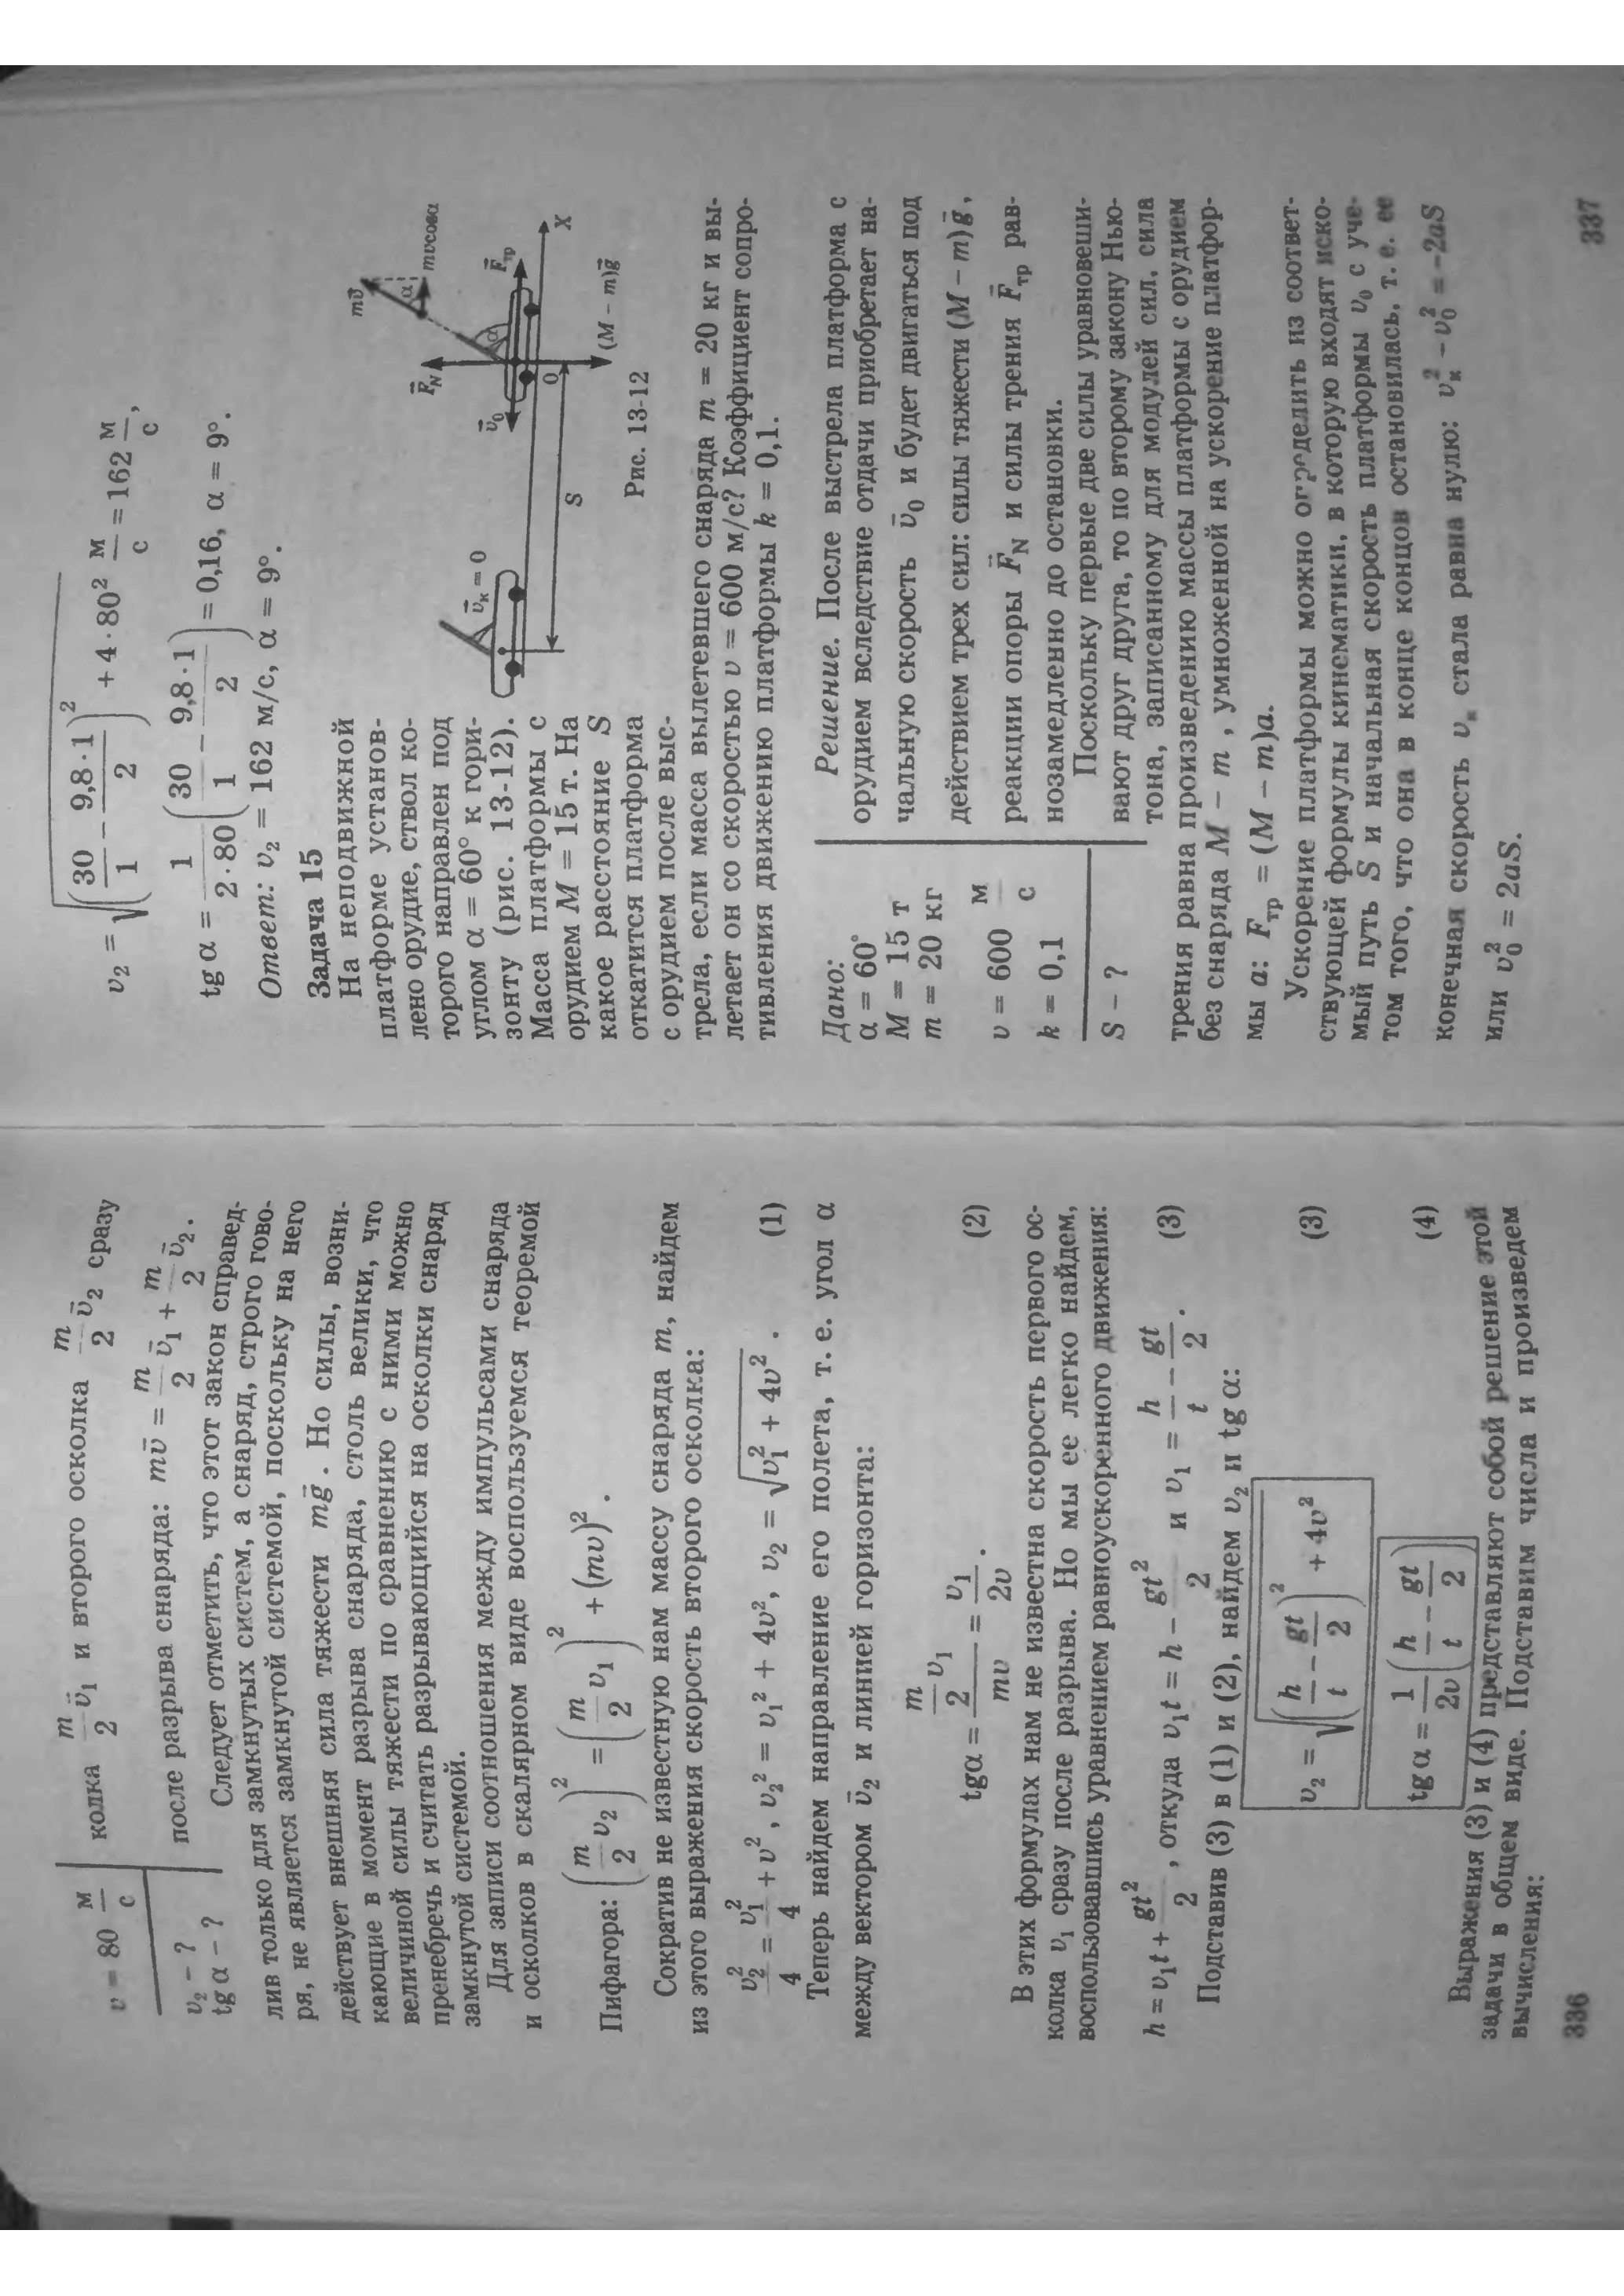 v = 80 м/с
v₂ – ?
tg α – ?
колка m/2 v̄₁ и второго осколка m/2 v̄₂ сразу
после разрыва снаряда: mv̄ = m/2 v̄₁ + m/2 v̄₂.
Следует отметить, что этот закон справед-
лив только для замкнутых систем, а снаряд, строго гово-
ря, не является замкнутой системой, поскольку на него
действует внешняя сила тяжести mḡ. Но силы, возни-
кающие в момент разрыва снаряда, столь велики, что
величиной силы тяжести по сравнению с ними можно
пренебречь и считать разрывающийся на осколки снаряд
замкнутой системой.
Для записи соотношения между импульсами снаряда
и осколков в скалярном виде воспользуемся теоремой
Пифагора: (m/2 v₂)² = (m/2 v₁)² + (mv)².
Сократив не известную нам массу снаряда m, найдем
из этого выражения скорость второго осколка:
v₂²/4 = v₁²/4 + v², v₂² = v₁² + 4v², v₂ = √(v₁² + 4v²). (1)
Теперь найдем направление его полета, т. е. угол α
между вектором v̄₂ и линией горизонта:
tgα = (m/2 v₁)/(mv) = v₁/2v. (2)
В этих формулах нам не известна скорость первого ос-
колка v₁ сразу после разрыва. Но мы ее легко найдем,
воспользовавшись уравнением равноускоренного движения:
h = v₁t + gt²/2, откуда v₁t = h – gt²/2 и v₁ = h/t – gt/2. (3)
Подставив (3) в (1) и (2), найдем v₂ и tg α:
v₂ = √((h/t – gt/2)² + 4v²) (3)
tg α = 1/2v (h/t – gt/2) (4)
Выражения (3) и (4) представляют собой решение этой
задачи в общем виде. Подставим числа и произведем
вычисления:
336
v₂ = √((30/1 – 9,8·1/2)² + 4·80²) м/с = 162 м/с,
tg α = 1/(2·80) (30/1 – 9,8·1/2) = 0,16, α = 9°.
Ответ: v₂ = 162 м/с, α = 9°.
Задача 15
На неподвижной
платформе установ-
лено орудие, ствол ко-
торого направлен под
углом α = 60° к гори-
зонту (рис. 13-12).
Масса платформы с
орудием M = 15 т. На
какое расстояние S
откатится платформа
с орудием после выс-
трела, если масса вылетевшего снаряда m = 20 кг и вы-
летает он со скоростью v = 600 м/с? Коэффициент сопро-
тивления движению платформы k = 0,1.
mv̄
α
mvcosα
F̄N
α
F̄тр
v̄₀
v̄к = 0
0
X
S
(M – m)ḡ
Рис. 13-12
Дано:
α = 60°
M = 15 т
m = 20 кг
v = 600 м/с
k = 0,1
S – ?
Решение. После выстрела платформа с
орудием вследствие отдачи приобретает на-
чальную скорость v̄₀ и будет двигаться под
действием трех сил: силы тяжести (M – m)ḡ,
реакции опоры F̄N и силы трения F̄тр рав-
нозамедленно до остановки.
Поскольку первые две силы уравновеши-
вают друг друга, то по второму закону Нью-
тона, записанному для модулей сил, сила
трения равна произведению массы платформы с орудием
без снаряда M – m, умноженной на ускорение платфор-
мы a: Fтр = (M – m)a.
Ускорение платформы можно определить из соответ-
ствующей формулы кинематики, в которую входят иско-
мый путь S и начальная скорость платформы v₀ с уче-
том того, что она в конце концов остановилась, т. е. ее
конечная скорость vк стала равна нулю: vк² – v₀² = –2aS
или v₀² = 2aS.
337